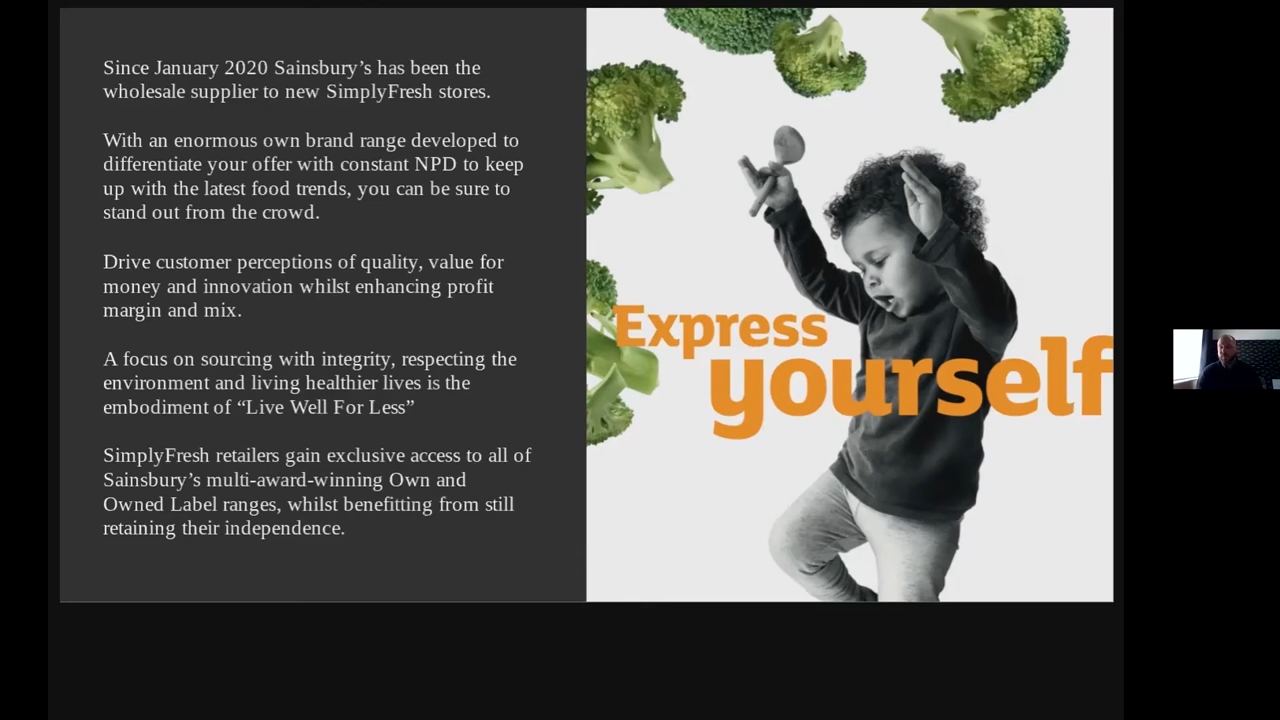 Since January 2020 Sainsbury’s has been the
wholesale supplier to new SimplyFresh stores.
With an enormous own brand range developed to
differentiate your offer with constant NPD to keep
up with the latest food trends, you can be sure to
stand out from the crowd.
Drive customer perceptions of quality, value for
money and innovation whilst enhancing profit
margin and mix.
A focus on sourcing with integrity, respecting the
environment and living healthier lives is the
embodiment of “Live Well For Less”
SimplyFresh retailers gain exclusive access to all of
Sainsbury’s multi-award-winning Own and
Owned Label ranges, whilst benefitting from still
retaining their independence.
Express
yourself